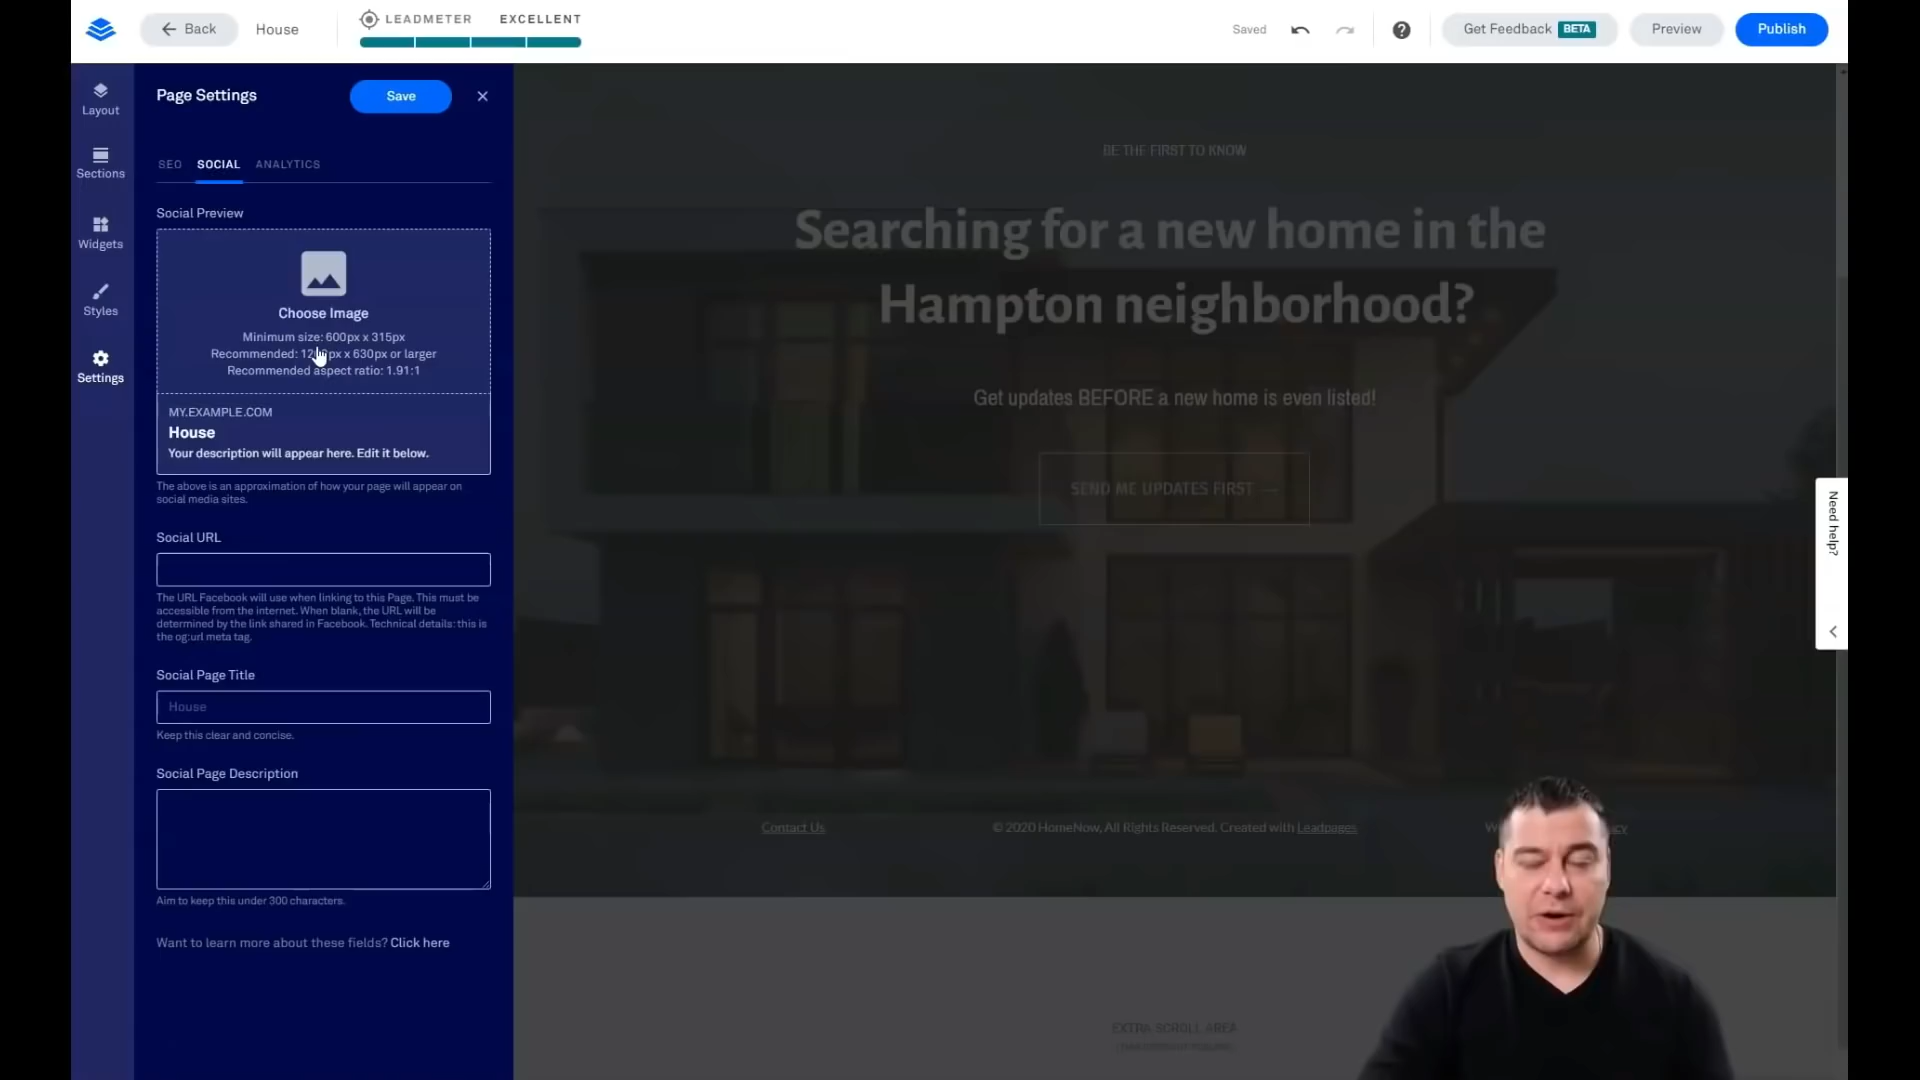 Back
House
LEADMETER EXCELLENT
Saved
Get Feedback BETA
Preview
Publish
Layout
Sections
Widgets
Styles
Settings
Page Settings
Save
SEO SOCIAL ANALYTICS
Social Preview
Choose Image
Minimum size: 600px x 315px
Recommended: px x 630px or larger
Recommended aspect ratio: 1.91:1
MY.EXAMPLE.COM
House
Your description will appear here. Edit it below.
The above is an approximation of how your page will appear on
social media sites.
Social URL
The URL Facebook will use when linking to this Page. This must be
accessible from the internet. When blank, the URL will be
determined by the link shared in Facebook. Technical details: this is
the og:url meta tag.
Social Page Title
House
Keep this clear and concise.
Social Page Description
Aim to keep this under 300 characters.
Want to learn more about these fields? Click here
BE THE FIRST TO KNOW
Searching for a new home in the
Hampton neighborhood?
Get updates BEFORE a new home is even listed!
SEND ME UPDATES FIRST
Contact Us
© 2020 HomeNow, All Rights Reserved. Created with Leadpages
EXTRA SCROLL AREA
Need help?